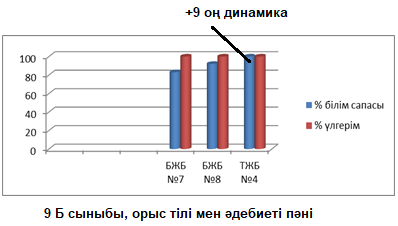 +9 оң динамика
100
80
60
40
20
0
БЖБ №7
БЖБ №8
ТЖБ №4
% білім сапасы
% үлгерім
9 Б сыныбы, орыс тілі мен әдебиеті пәні